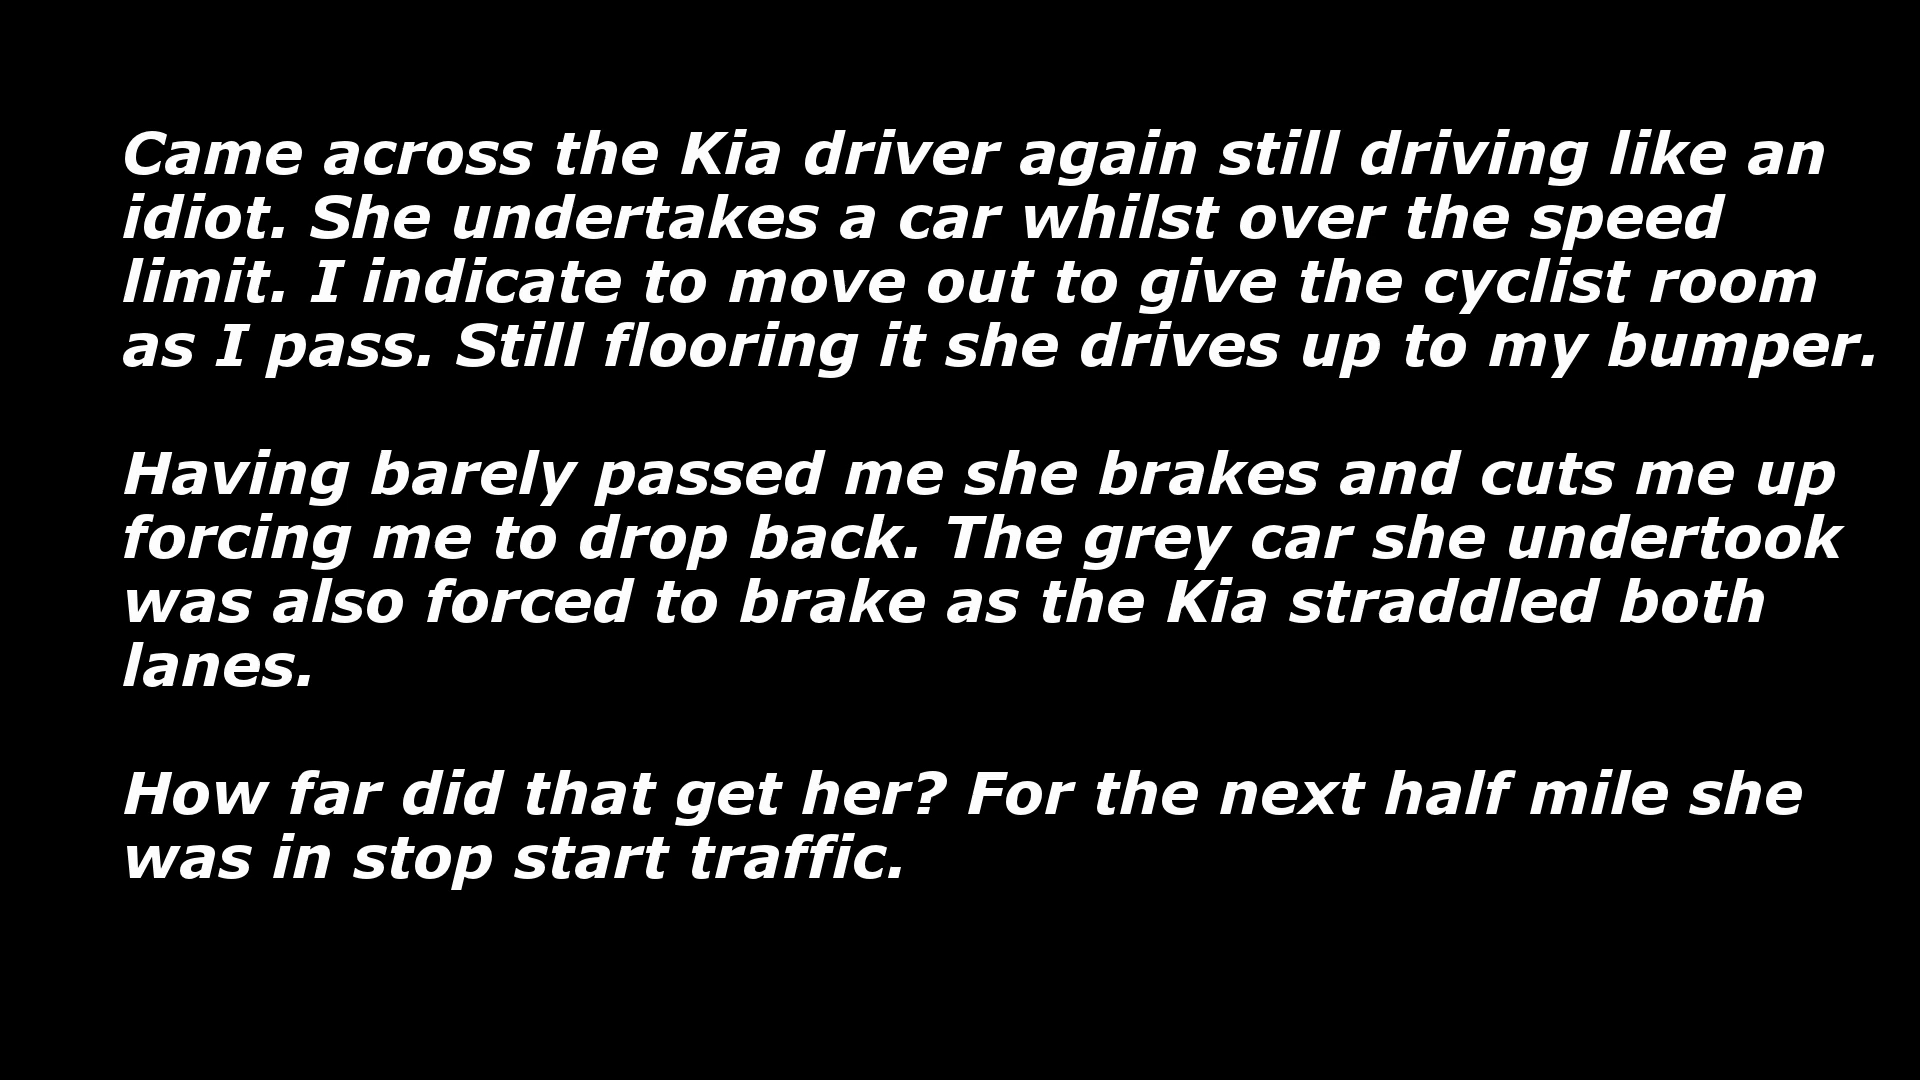 Came across the Kia driver again still driving like an
idiot. She undertakes a car whilst over the speed
limit. I indicate to move out to give the cyclist room
as I pass. Still flooring it she drives up to my bumper.
Having barely passed me she brakes and cuts me up
forcing me to drop back. The grey car she undertook
was also forced to brake as the Kia straddled both
lanes.
How far did that get her? For the next half mile she
was in stop start traffic.